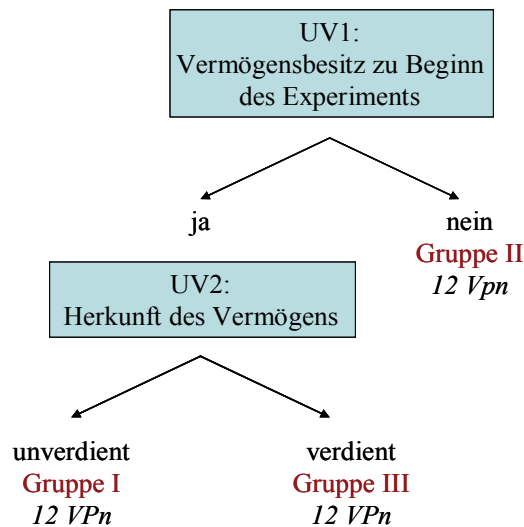 UV1:
Vermögensbesitz zu Beginn
des Experiments
ja
nein
Gruppe II
12 Vpn
UV2:
Herkunft des Vermögens
unverdient
Gruppe I
12 VPn
verdient
Gruppe III
12 VPn